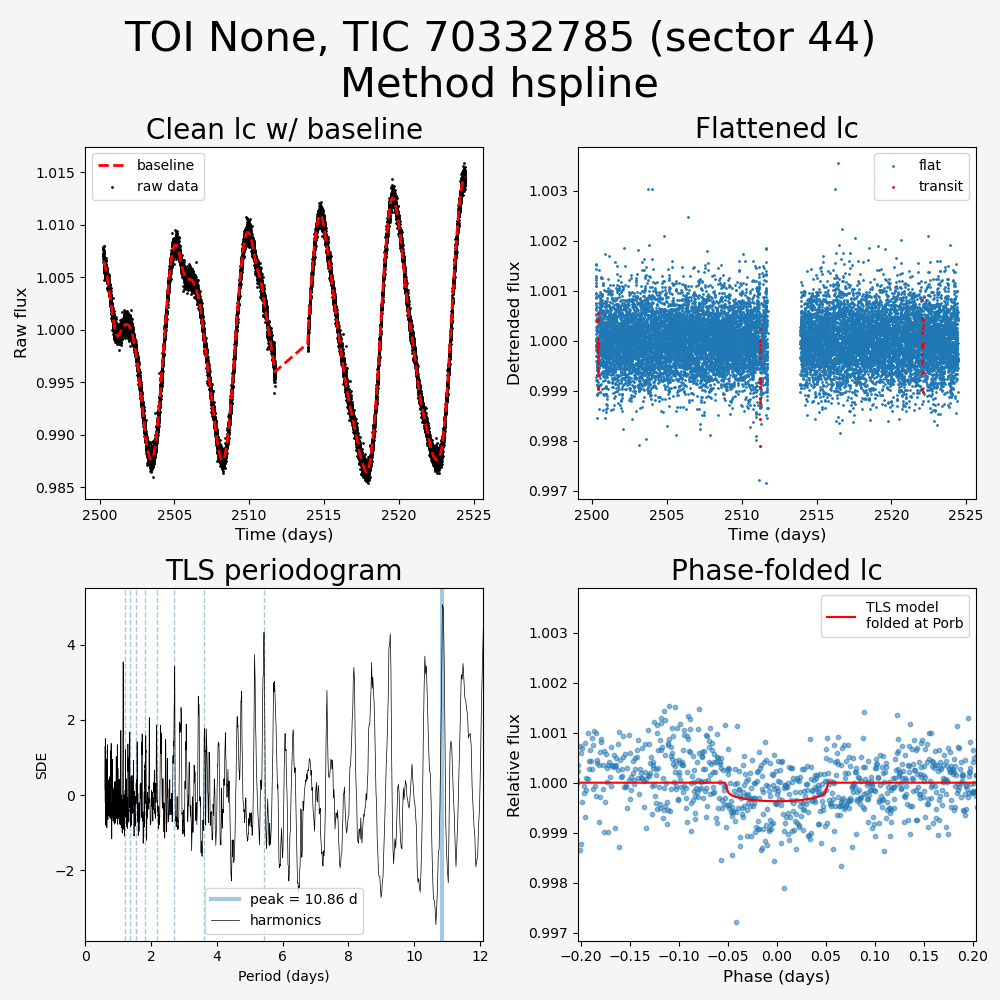 TOI None, TIC 70332785 (sector 44)
Method hspline
Clean lc w/ baseline
baseline
raw data
1.015
1.010
1.005
1.000
0.995
0.990
0.985
Raw flux
2500
2505
2510
2515
2520
2525
Time (days)
Flattened lc
flat
transit
1.003
1.002
1.001
1.000
0.999
0.998
0.997
Detrended flux
2500
2505
2510
2515
2520
2525
Time (days)
TLS periodogram
4
2
0
−2
SDE
peak = 10.86 d
harmonics
0
2
4
6
8
10
12
Period (days)
Phase-folded lc
TLS model
folded at Porb
1.003
1.002
1.001
1.000
0.999
0.998
0.997
Relative flux
−0.20
−0.15
−0.10
−0.05
0.00
0.05
0.10
0.15
0.20
Phase (days)